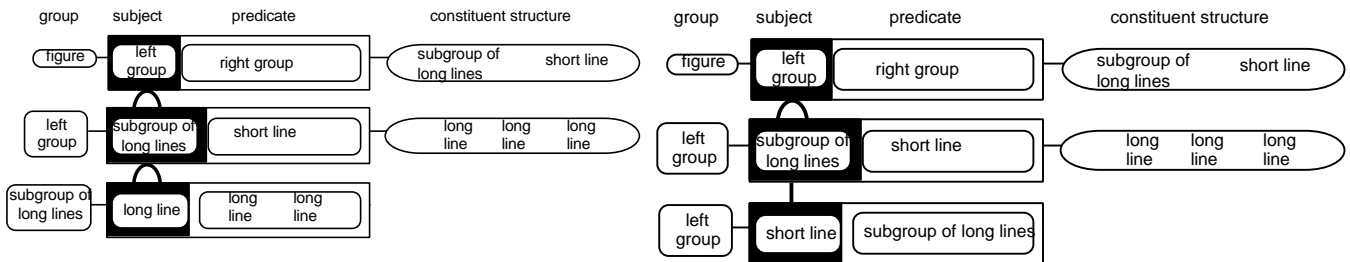 group subject predicate constituent structure
figure
left
group
right group
subgroup of
long lines
short line
left
group
subgroup of
long lines
short line
long
line
long
line
long
line
subgroup of
long lines
long line
long
line
long
line
group subject predicate constituent structure
figure
left
group
right group
subgroup of
long lines
short line
left
group
subgroup of
long lines
short line
long
line
long
line
long
line
left
group
short line
subgroup of long lines